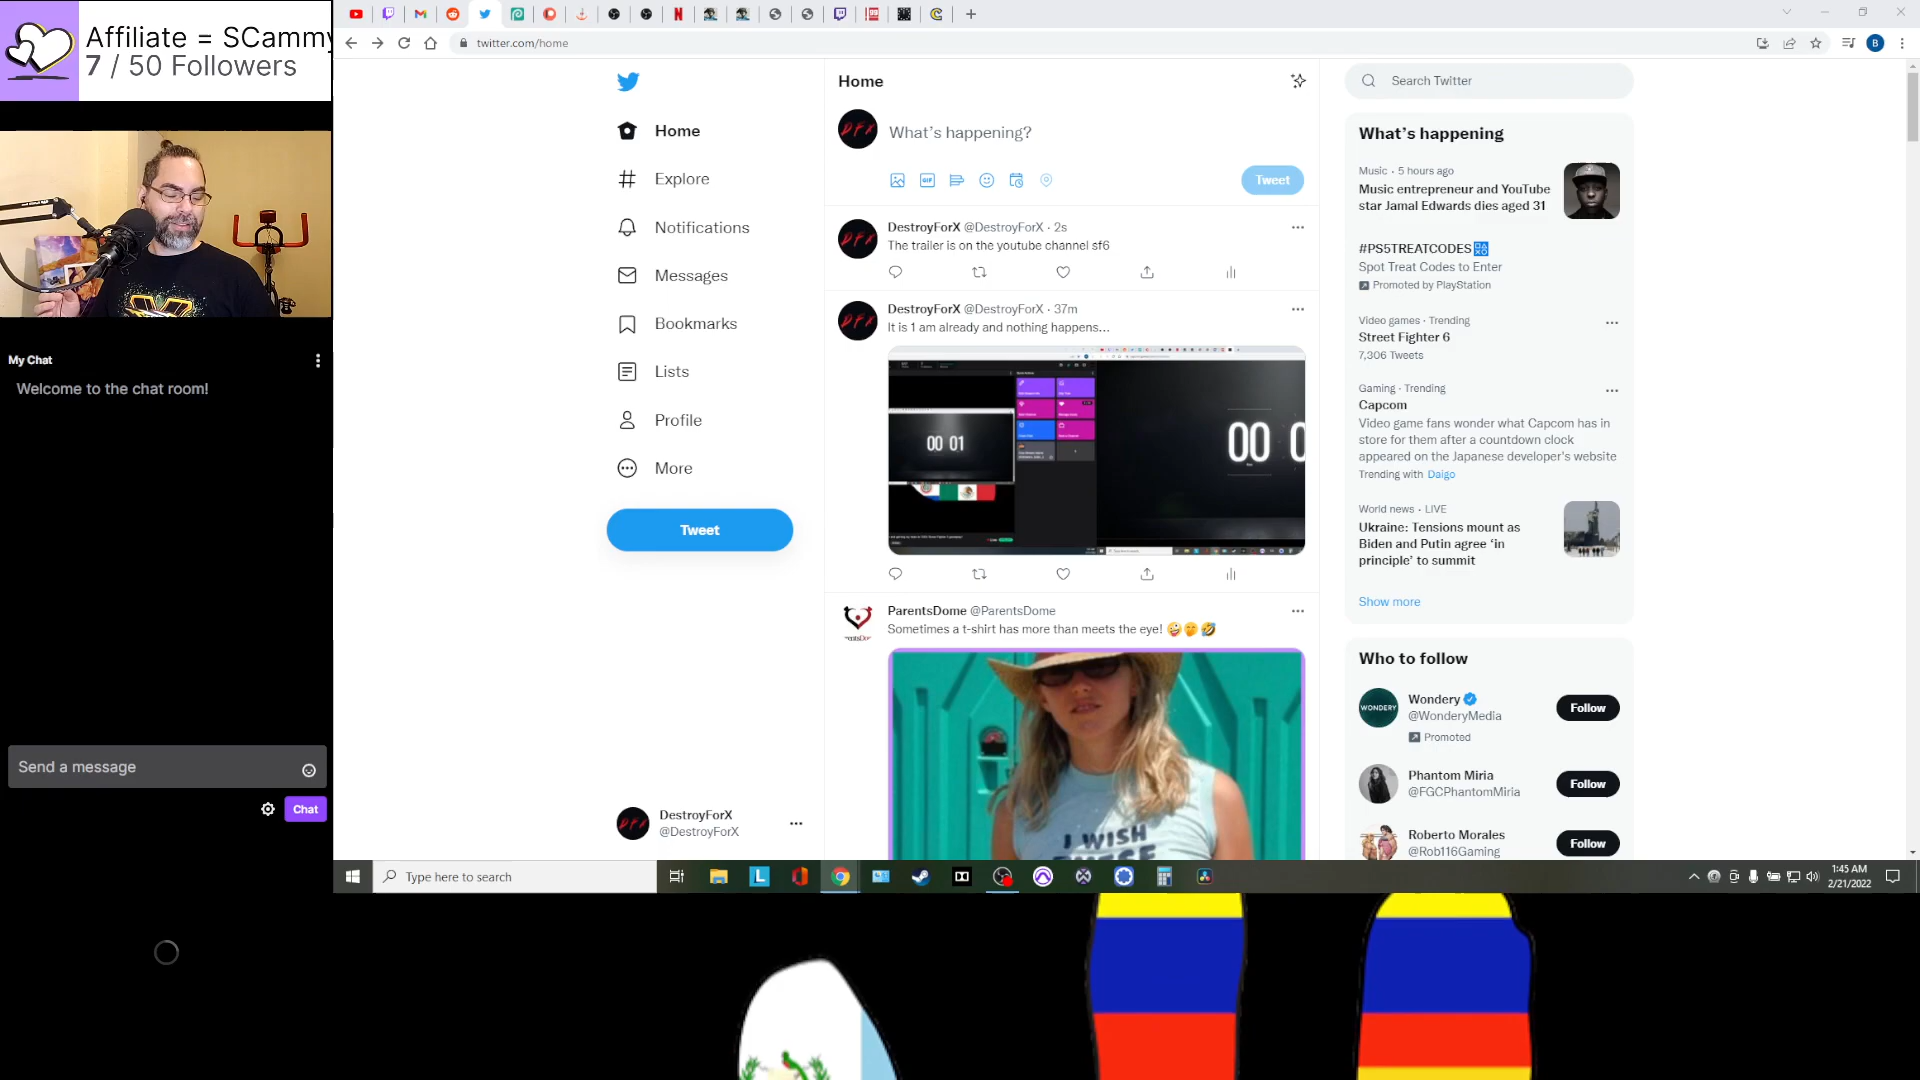 Affiliate = SCammy
7 / 50 Followers
My Chat
Welcome to the chat room!
Send a message
Chat
twitter.com/home
B
Home
Explore
Notifications
Messages
Bookmarks
Lists
Profile
More
Tweet
DestroyForX
@DestroyForX
Home
DFX
What's happening?
GIF
Tweet
DFX
DestroyForX @DestroyForX · 2s
The trailer is on the youtube channel sf6
DFX
DestroyForX @DestroyForX · 37m
It is 1 am already and nothing happens...
00 01
00
ParentsDome @ParentsDome
Sometimes a t-shirt has more than meets the eye! 🤪🤭🤣
I WISH
THESE
Search Twitter
What's happening
Music · 5 hours ago
Music entrepreneur and YouTube
star Jamal Edwards dies aged 31
#PS5TREATCODES
Spot Treat Codes to Enter
Promoted by PlayStation
Video games · Trending
Street Fighter 6
7,306 Tweets
Gaming · Trending
Capcom
Video game fans wonder what Capcom has in
store for them after a countdown clock
appeared on the Japanese developer's website
Trending with Daigo
World news · LIVE
Ukraine: Tensions mount as
Biden and Putin agree 'in
principle' to summit
Show more
Who to follow
WONDERY
Wondery
@WonderyMedia
Promoted
Follow
Phantom Miria
@FGCPhantomMiria
Follow
Roberto Morales
@Rob116Gaming
Follow
DFX
Type here to search
L
1:45 AM
2/21/2022